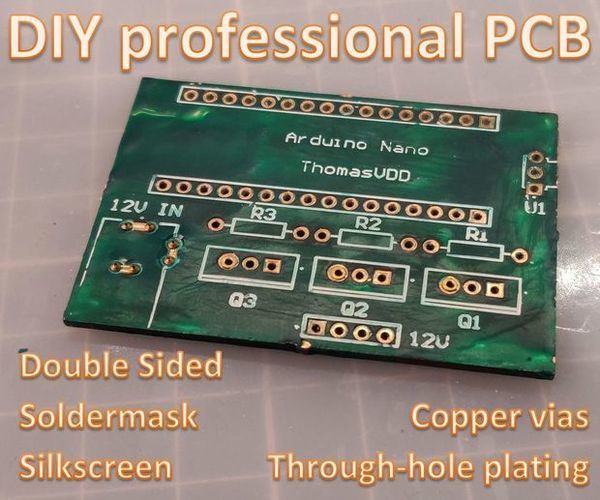 DIY professional PCB
Arduino Nano
ThomasVDD
U1
12V IN
R3
R2
R1
Q3
Q2
Q1
12V
Double Sided
Soldermask
Copper vias
Silkscreen
Through-hole plating